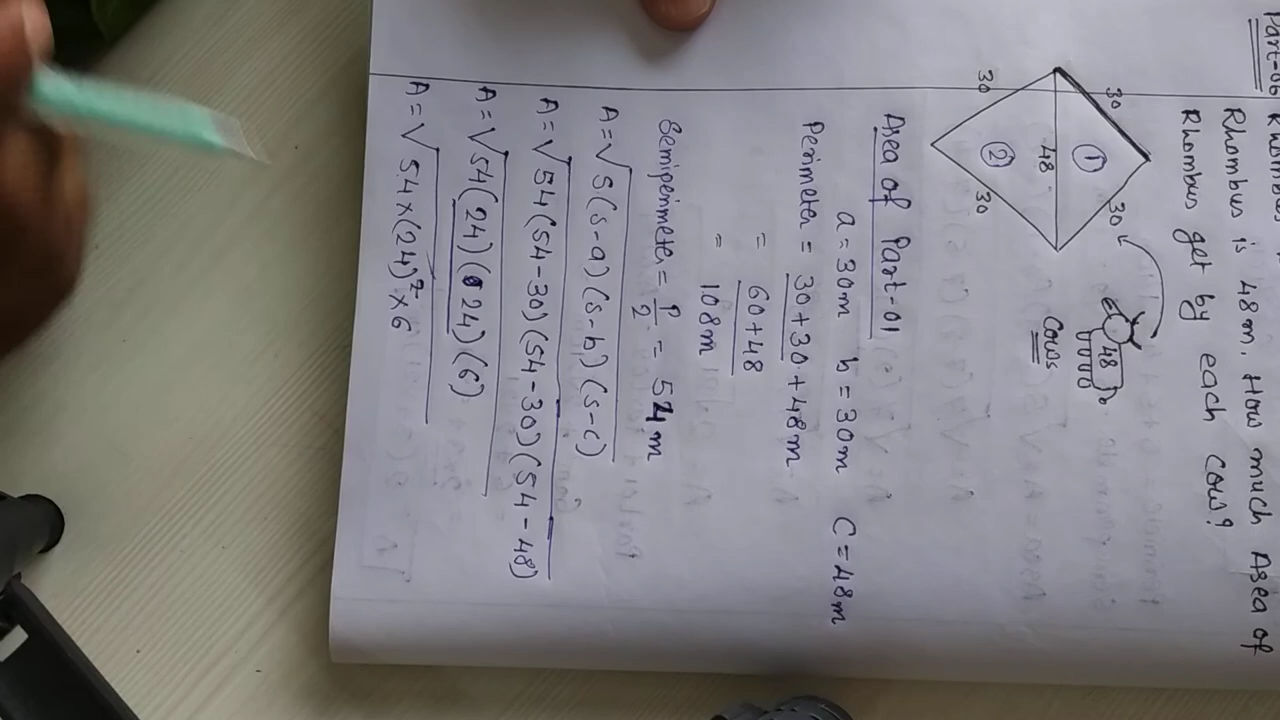 Part-06
Rhombus is 48m. How much Area of
Rhombus get by each cow?
30
30
①
48
②
30
30
48
Cows
Area of Part-01
a=30m b=30m C=48m
Perimeter = 30+30+48m
= 60+48
= 108m
Semiperimeter = P/2 = 54m
A=√S(S-a)(S-b)(S-C)
A=√54(54-30)(54-30)(54-48)
A=√54(24)(24)(6)
A=√54×(24)²×6